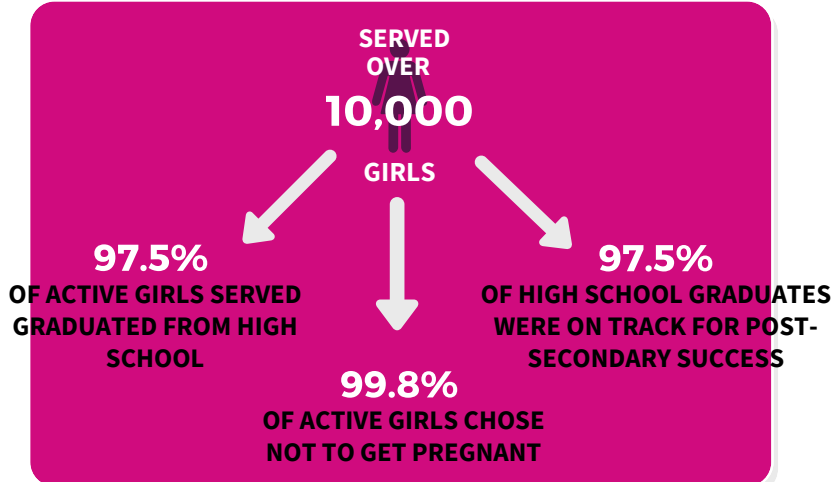 SERVED
OVER
10,000
GIRLS
97.5%
OF ACTIVE GIRLS SERVED
GRADUATED FROM HIGH
SCHOOL
99.8%
OF ACTIVE GIRLS CHOSE
NOT TO GET PREGNANT
97.5%
OF HIGH SCHOOL GRADUATES
WERE ON TRACK FOR POST-
SECONDARY SUCCESS